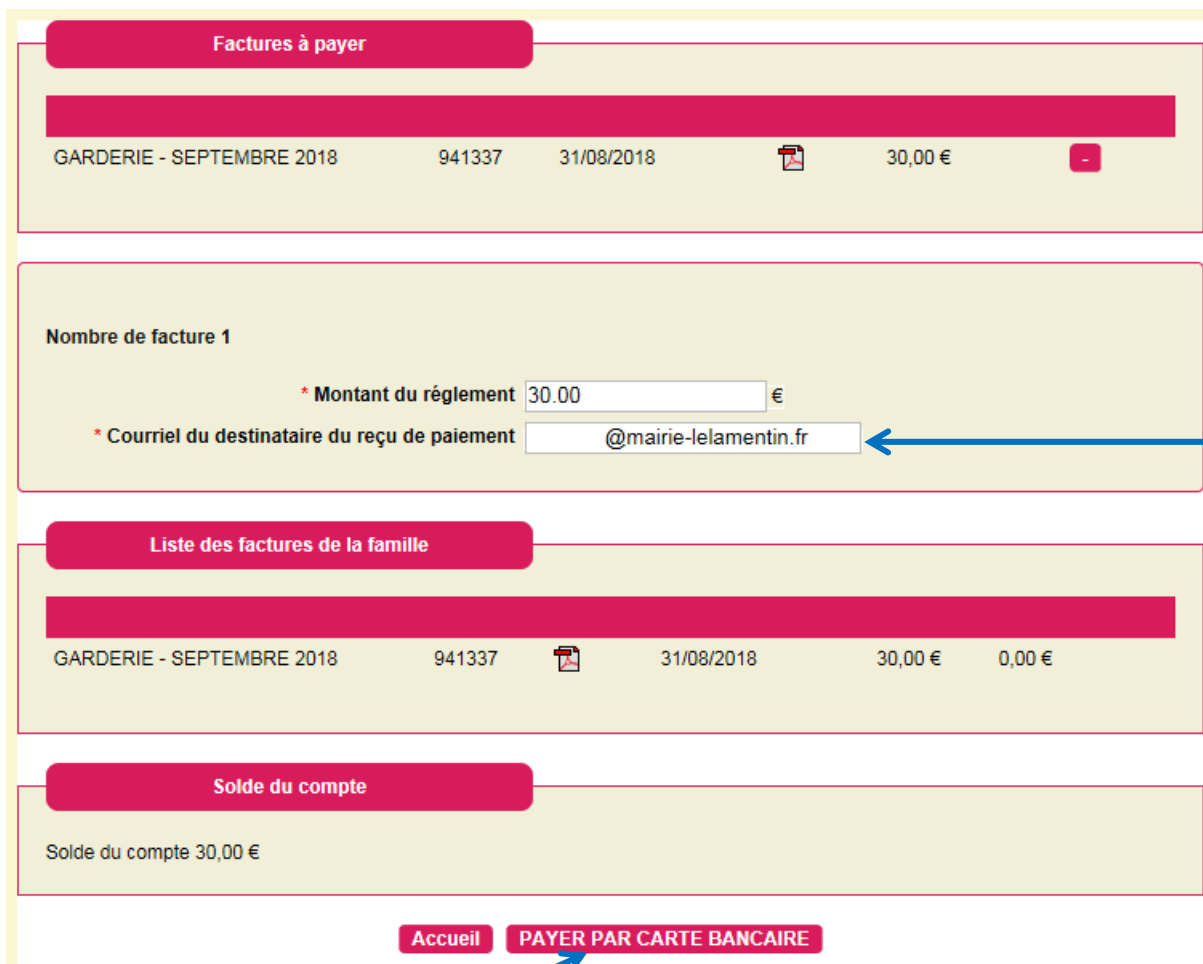 Factures à payer
GARDERIE - SEPTEMBRE 2018 941337 31/08/2018 30,00 € -
Nombre de facture 1
* Montant du réglement 30.00 €
* Courriel du destinataire du reçu de paiement @mairie-lelamentin.fr
Liste des factures de la famille
GARDERIE - SEPTEMBRE 2018 941337 31/08/2018 30,00 € 0,00 €
Solde du compte
Solde du compte 30,00 €
Accueil PAYER PAR CARTE BANCAIRE